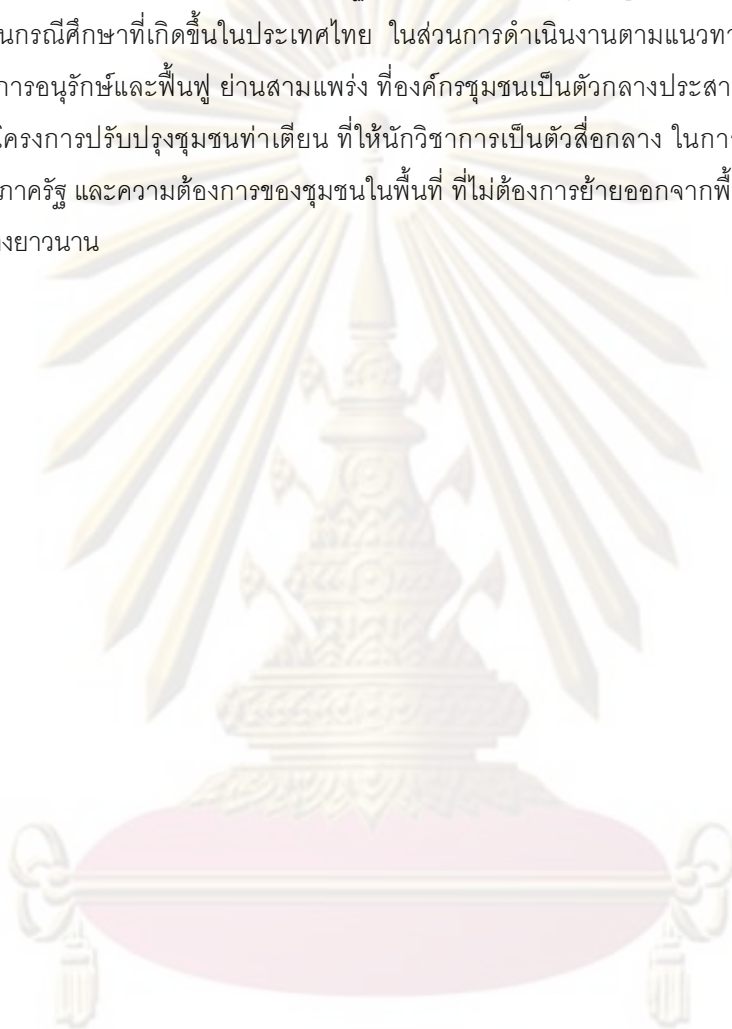 นกรณีศึกษาที่เกิดขึ้นในประเทศไทย ในส่วนการดำเนินงานตามแนวทา
การอนุรักษ์และฟื้นฟู ย่านสามแพร่ง ที่องค์กรชุมชนเป็นตัวกลางประสา
โครงการปรับปรุงชุมชนท่าเตียน ที่ให้นักวิชาการเป็นตัวสื่อกลาง ในกา
ภาครัฐ และความต้องการของชุมชนในพื้นที่ ที่ไม่ต้องการย้ายออกจากพื้
งยาวนาน